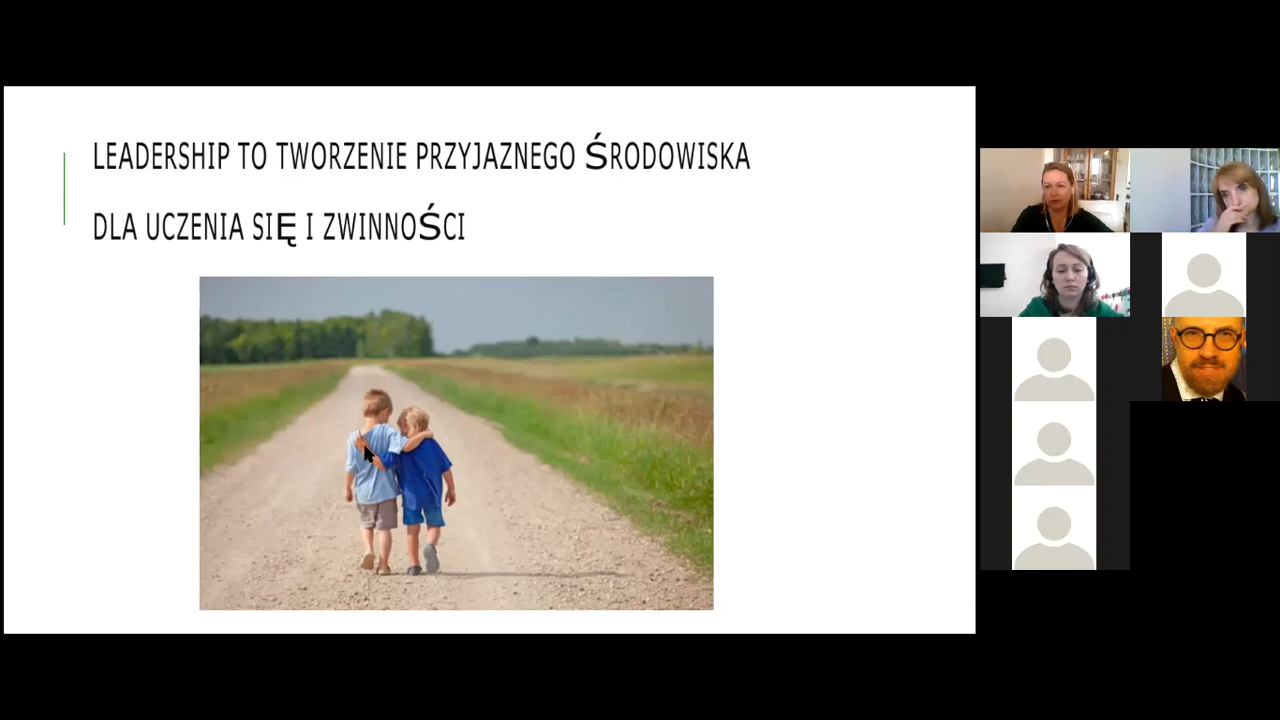 LEADERSHIP TO TWORZENIE PRZYJAZNEGO ŚRODOWISKA
DLA UCZENIA SIĘ I ZWINNOŚCI